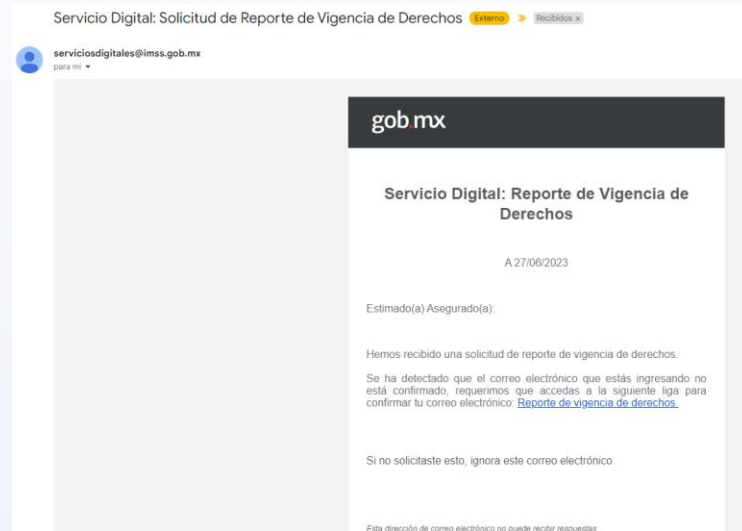 Servicio Digital: Solicitud de Reporte de Vigencia de Derechos Externo Recibidos x
serviciosdigitales@imss.gob.mx
para mí
gob.mx
Servicio Digital: Reporte de Vigencia de
Derechos
A 27/06/2023
Estimado(a) Asegurado(a):
Hemos recibido una solicitud de reporte de vigencia de derechos.
Se ha detectado que el correo electrónico que estás ingresando no
está confirmado, requerimos que accedas a la siguiente liga para
confirmar tu correo electrónico: Reporte de vigencia de derechos.
Si no solicitaste esto, ignora este correo electrónico.
Esta dirección de correo electrónico no puede recibir respuestas